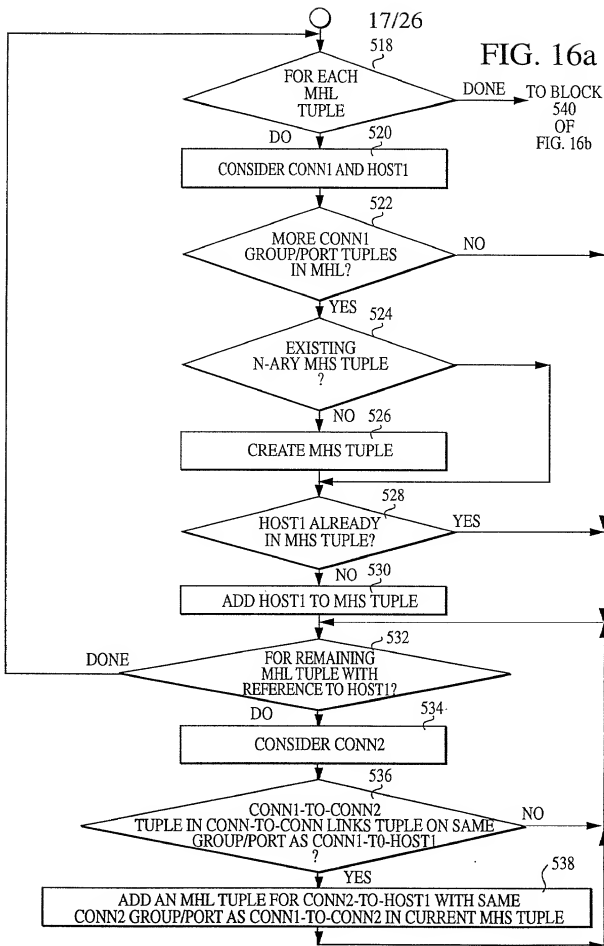 17/26
FIG. 16a
518
FOR EACH
MHL
TUPLE
DONE
TO BLOCK
540
OF
FIG. 16b
DO
520
CONSIDER CONN1 AND HOST1
522
MORE CONN1
GROUP/PORT TUPLES
IN MHL?
NO
YES
524
EXISTING
N-ARY MHS TUPLE
?
NO
526
CREATE MHS TUPLE
528
HOST1 ALREADY
IN MHS TUPLE?
YES
NO
530
ADD HOST1 TO MHS TUPLE
532
DONE
FOR REMAINING
MHL TUPLE WITH
REFERENCE TO HOST1?
DO
534
CONSIDER CONN2
536
CONN1-TO-CONN2
TUPLE IN CONN-TO-CONN LINKS TUPLE ON SAME
GROUP/PORT AS CONN1-T0-HOST1
?
NO
YES
538
ADD AN MHL TUPLE FOR CONN2-TO-HOST1 WITH SAME
CONN2 GROUP/PORT AS CONN1-TO-CONN2 IN CURRENT MHS TUPLE